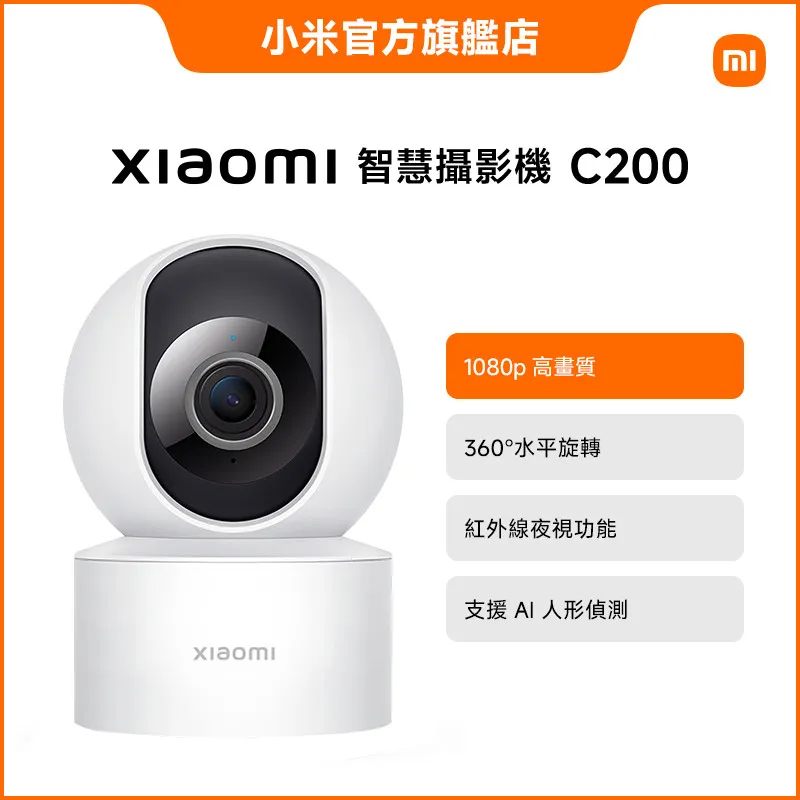 小米官方旗艦店
mi
xiaomi 智慧攝影機 C200
1080p 高畫質
360°水平旋轉
紅外線夜視功能
支援 AI 人形偵測
xiaomi